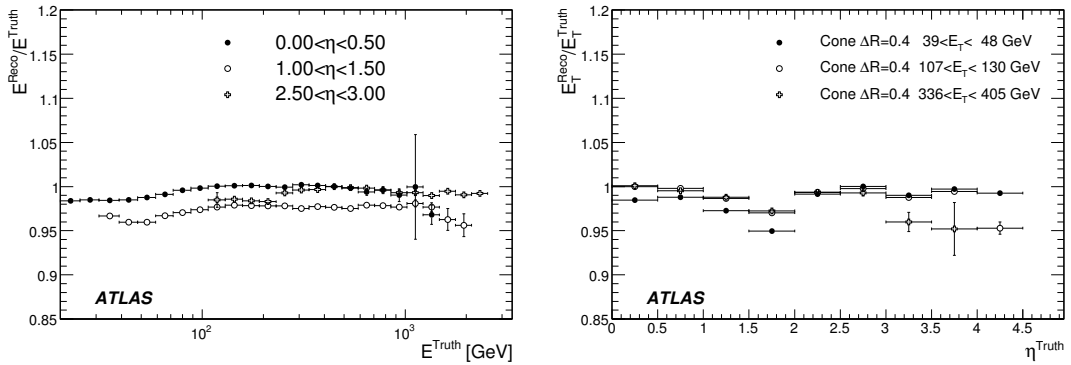 E^Reco/E^Truth
1.2
1.15
1.1
1.05
1
0.95
0.9
0.85
0.00<η<0.50
1.00<η<1.50
2.50<η<3.00
ATLAS
10²
10³
E^Truth [GeV]
E_T^Reco/E_T^Truth
1.2
1.15
1.1
1.05
1
0.95
0.9
0.85
Cone ΔR=0.4 39<E_T< 48 GeV
Cone ΔR=0.4 107<E_T< 130 GeV
Cone ΔR=0.4 336<E_T< 405 GeV
ATLAS
0 0.5 1 1.5 2 2.5 3 3.5 4 4.5
η^Truth